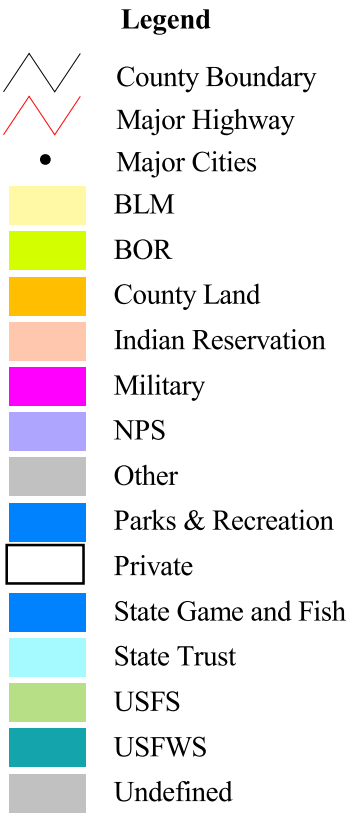 Legend
County Boundary
Major Highway
Major Cities
BLM
BOR
County Land
Indian Reservation
Military
NPS
Other
Parks & Recreation
Private
State Game and Fish
State Trust
USFS
USFWS
Undefined